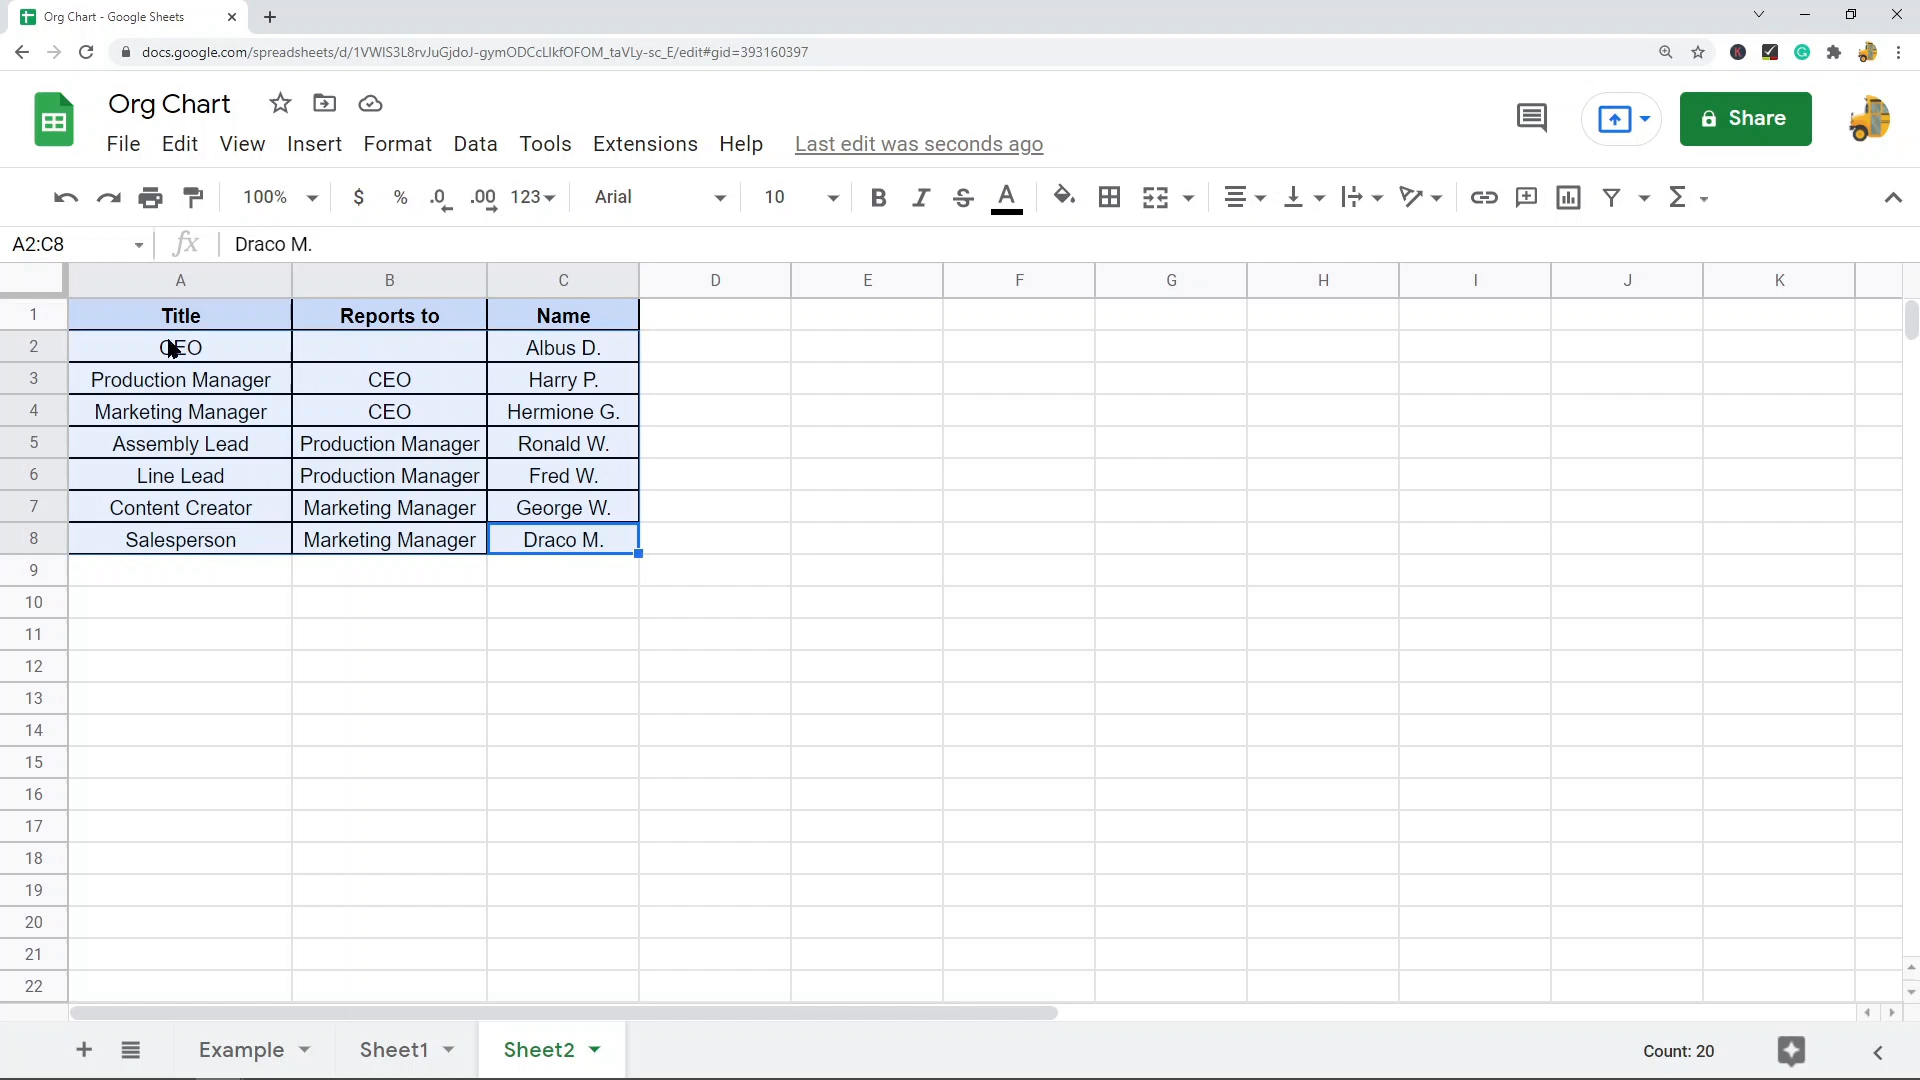 Org Chart - Google Sheets
docs.google.com/spreadsheets/d/1VWIS3L8rvJuGjdoJ-gymODCcLIkfOFOM_taVLy-sc_E/edit#gid=393160397
Org Chart
File Edit View Insert Format Data Tools Extensions Help Last edit was seconds ago
Share
100% $ % .0 .00 123 Arial 10 B I S A Σ
A2:C8 fx Draco M.
A B C D E F G H I J K
1 Title Reports to Name
2 CEO Albus D.
3 Production Manager CEO Harry P.
4 Marketing Manager CEO Hermione G.
5 Assembly Lead Production Manager Ronald W.
6 Line Lead Production Manager Fred W.
7 Content Creator Marketing Manager George W.
8 Salesperson Marketing Manager Draco M.
9
10
11
12
13
14
15
16
17
18
19
20
21
22
Example Sheet1 Sheet2 Count: 20